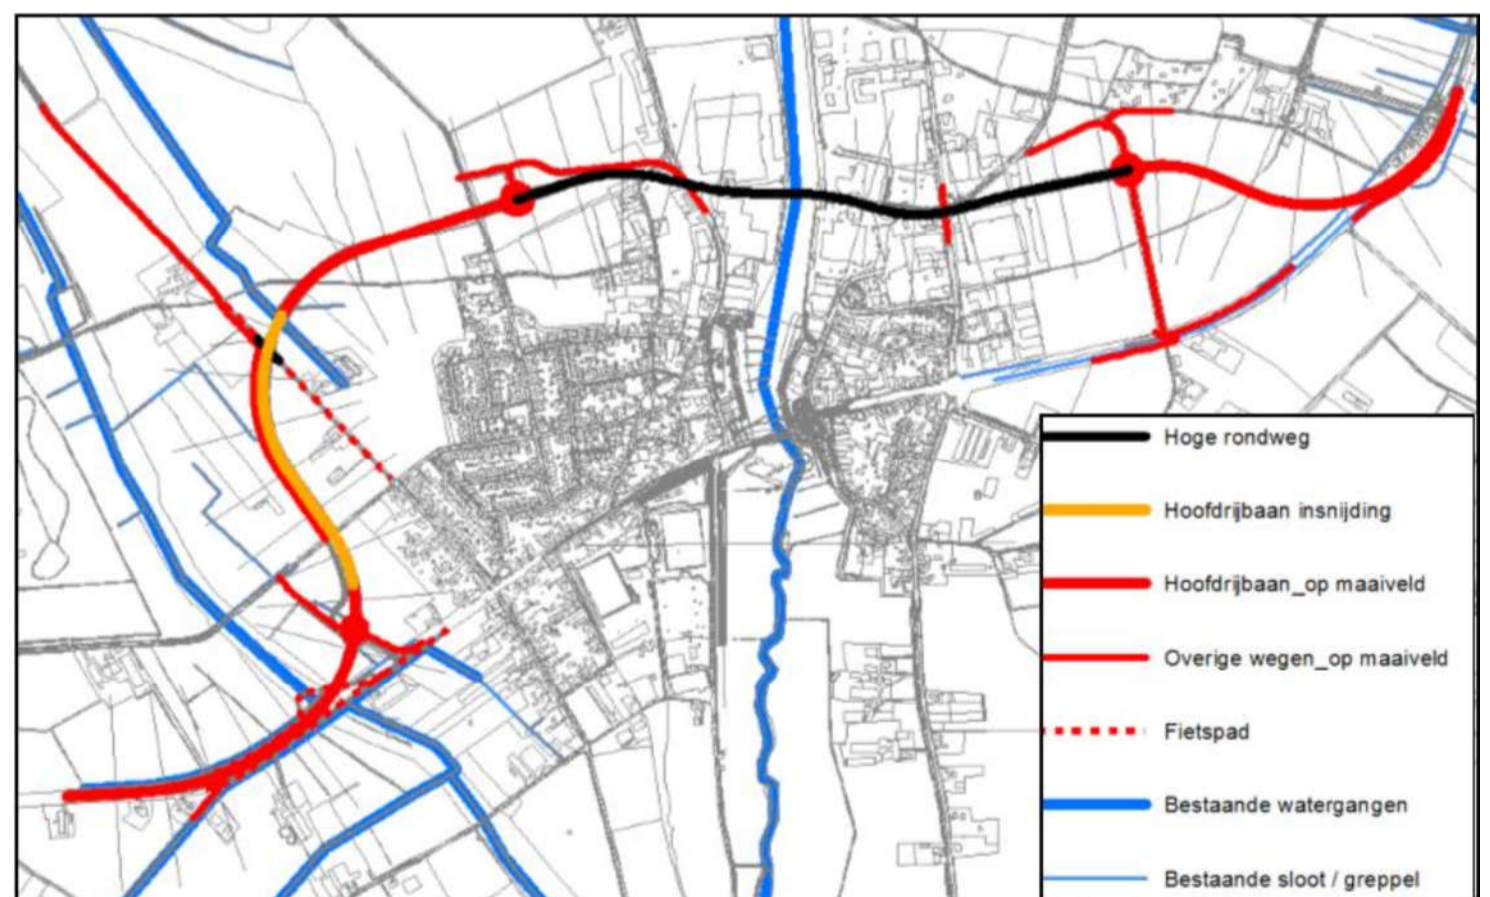 Hoge rondweg
Hoofdrijbaan insnijding
Hoofdrijbaan_op maaiveld
Overige wegen_op maaiveld
Fietspad
Bestaande watergangen
Bestaande sloot / greppel